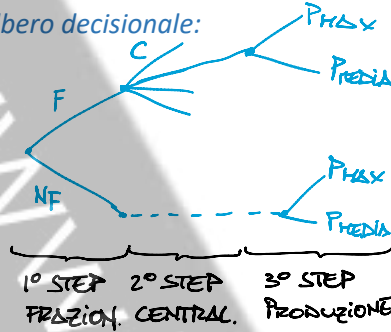 bero decisionale:
C
PMAX
PMEDIA
F
NF
PMAX
PMEDIA
1° STEP 2° STEP 3° STEP
FRAZION. CENTRAL. PRODUZIONE